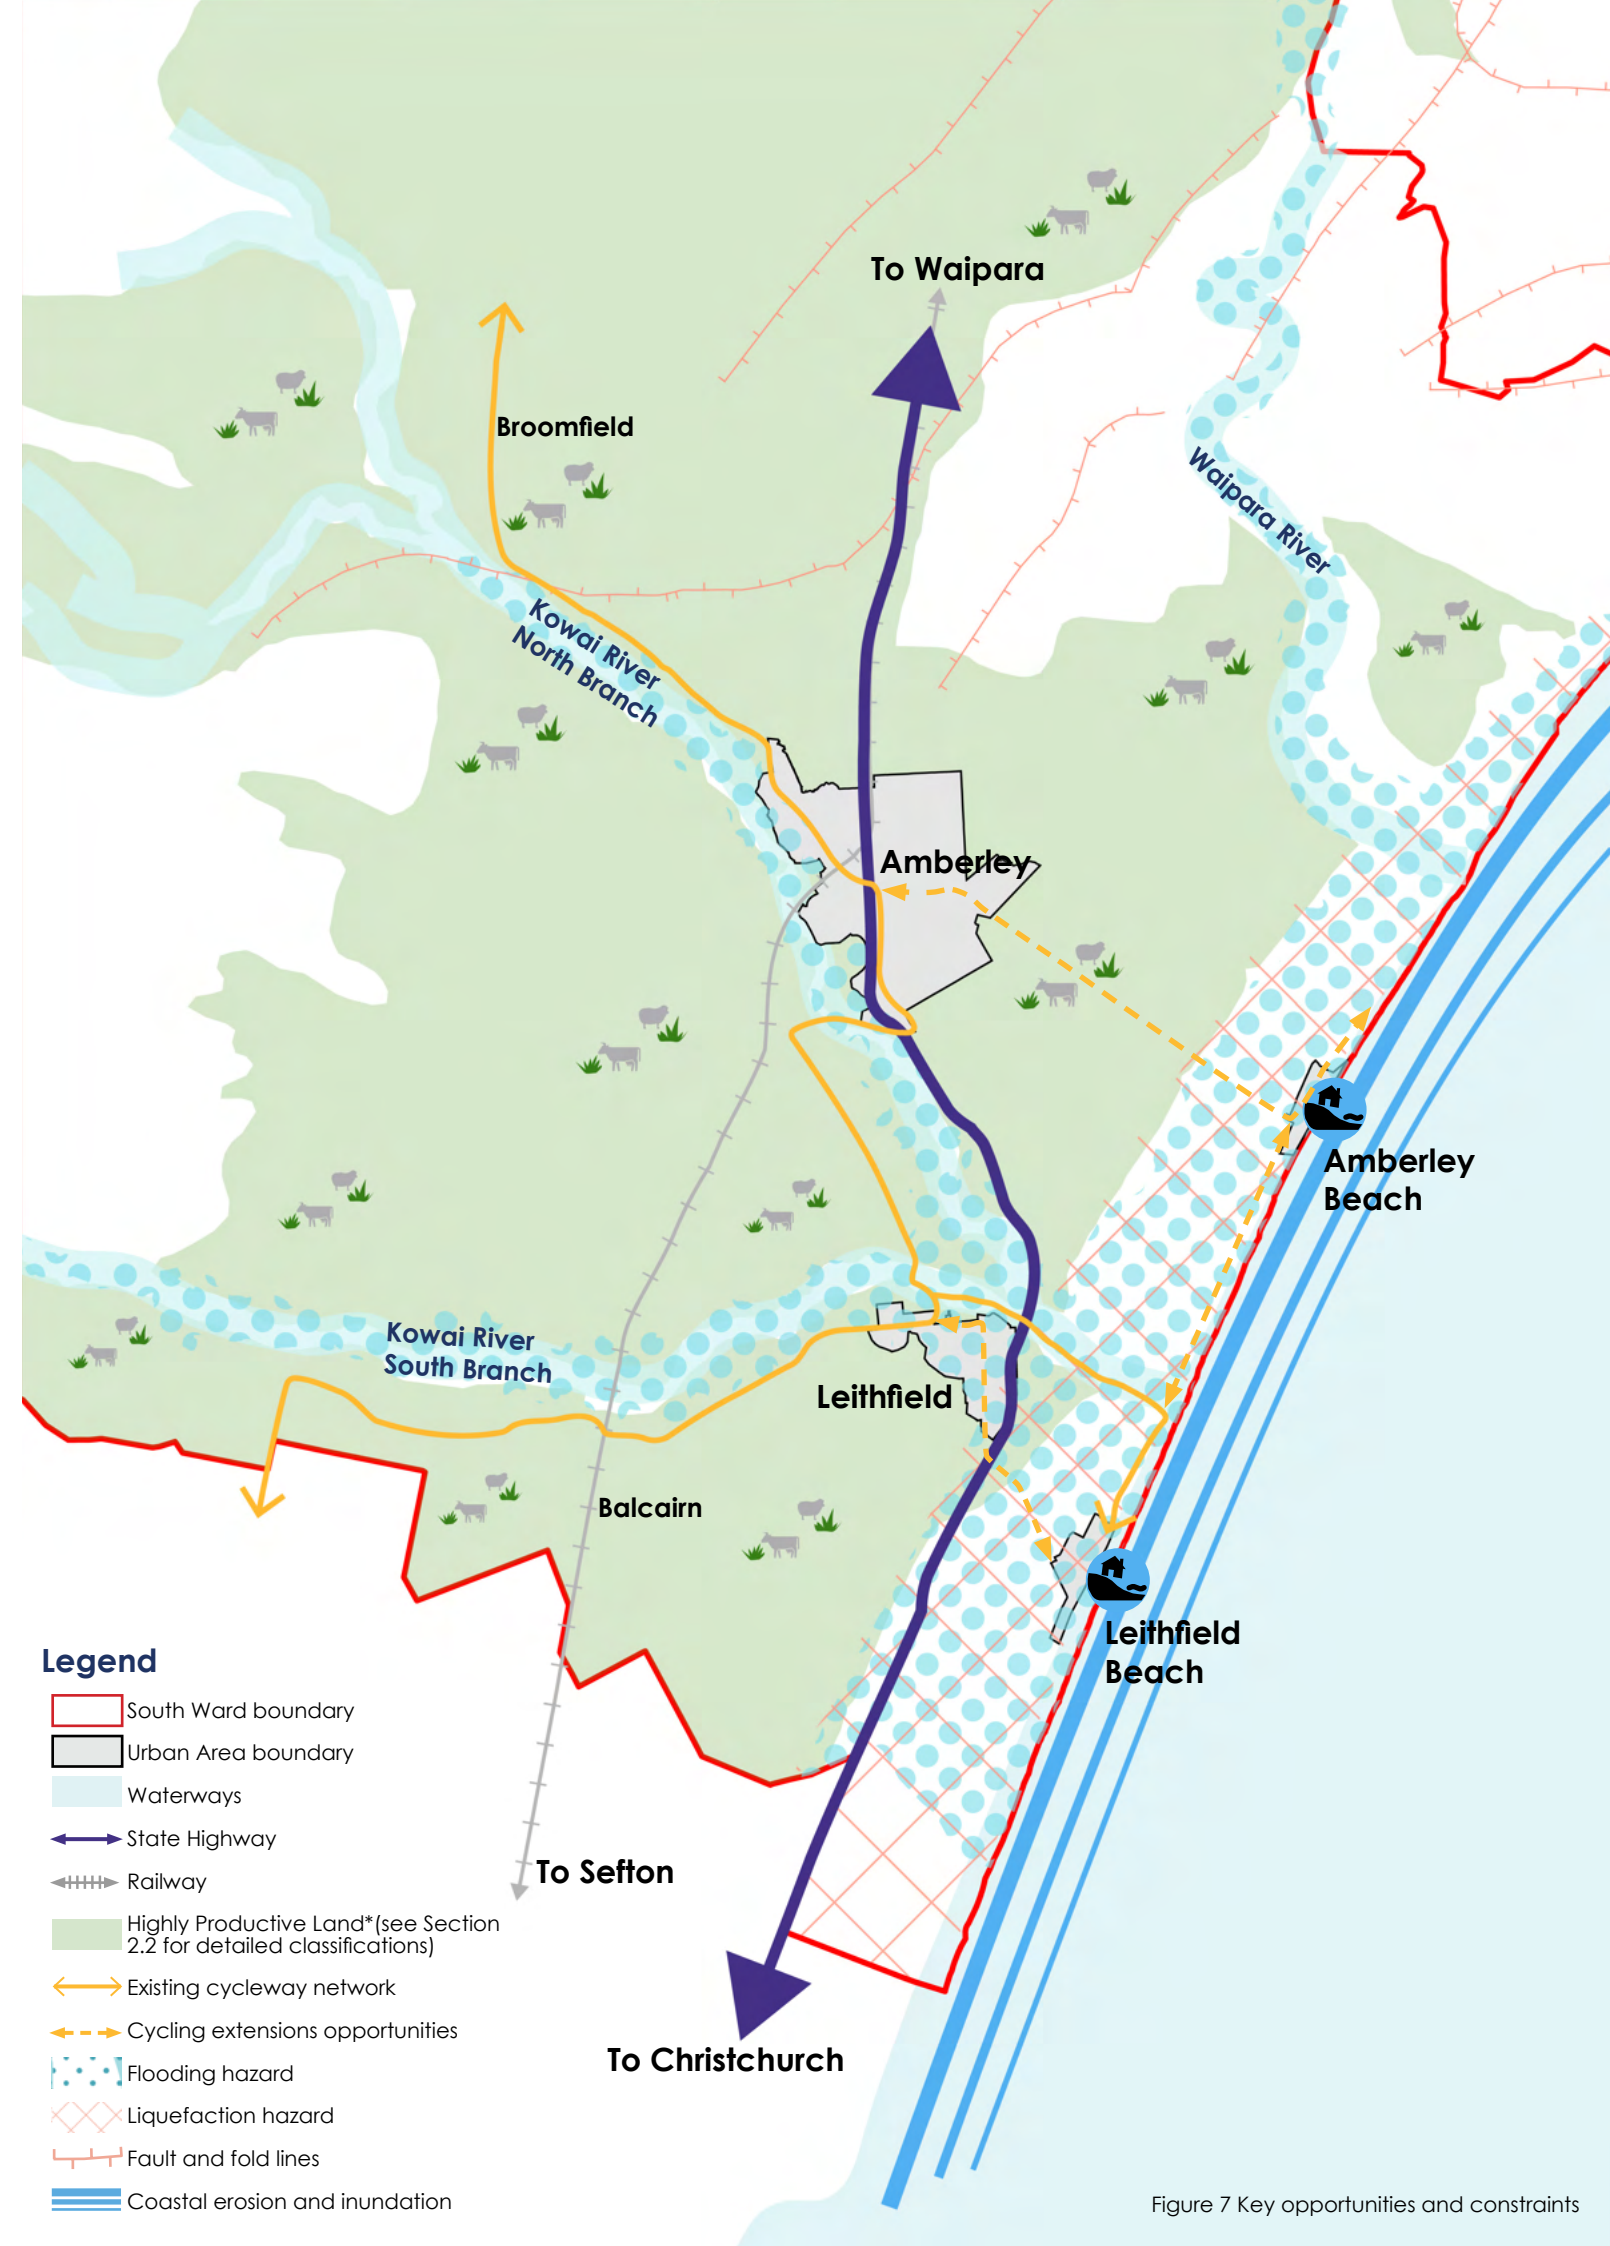 To Waipara
Broomfield
Waipara River
Kowai River
North Branch
Amberley
Amberley
Beach
Kowai River
South Branch
Leithfield
Balcairn
Leithfield
Beach
To Sefton
To Christchurch
Legend
South Ward boundary
Urban Area boundary
Waterways
State Highway
Railway
Highly Productive Land*(see Section
2.2 for detailed classifications)
Existing cycleway network
Cycling extensions opportunities
Flooding hazard
Liquefaction hazard
Fault and fold lines
Coastal erosion and inundation
Figure 7 Key opportunities and constraints